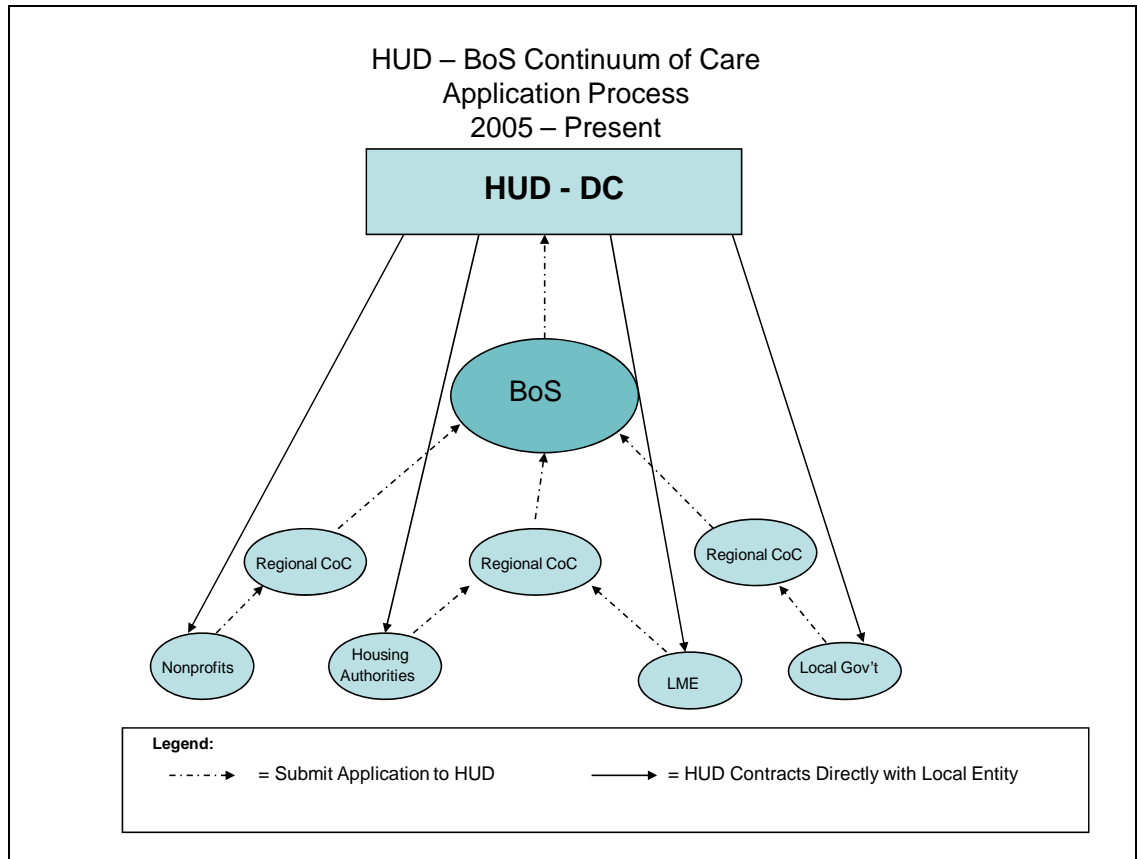 HUD – BoS Continuum of Care
Application Process
2005 – Present
HUD - DC
BoS
Regional CoC
Regional CoC
Regional CoC
Nonprofits
Housing
Authorities
LME
Local Gov’t
Legend:
= Submit Application to HUD
= HUD Contracts Directly with Local Entity